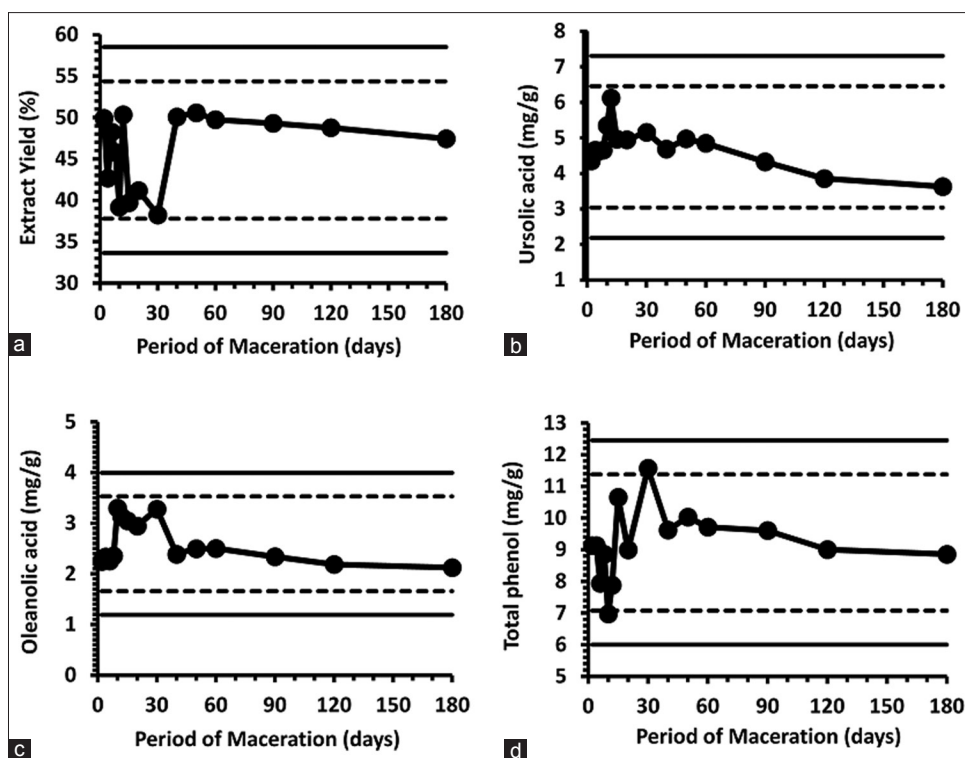 60
55
50
45
40
35
30
Extract Yield (%)
0 30 60 90 120 150 180
Period of Maceration (days)
a
8
7
6
5
4
3
2
1
Ursolic acid (mg/g)
0 30 60 90 120 150 180
Period of Maceration (days)
b
5
4
3
2
1
0
Oleanolic acid (mg/g)
0 30 60 90 120 150 180
Period of Maceration (days)
c
13
12
11
10
9
8
7
6
5
Total phenol (mg/g)
0 30 60 90 120 150 180
Period of Maceration (days)
d